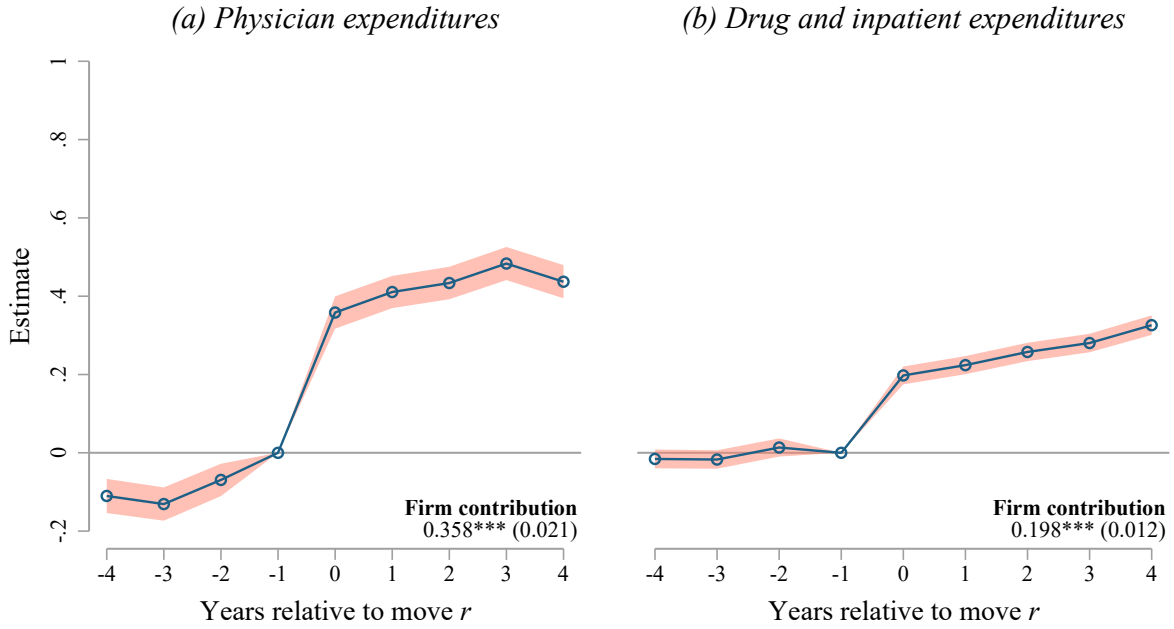 (a) Physician expenditures
1
.8
.6
.4
.2
0
-.2
Estimate
Firm contribution
0.358*** (0.021)
-4 -3 -2 -1 0 1 2 3 4
Years relative to move r
(b) Drug and inpatient expenditures
Firm contribution
0.198*** (0.012)
-4 -3 -2 -1 0 1 2 3 4
Years relative to move r